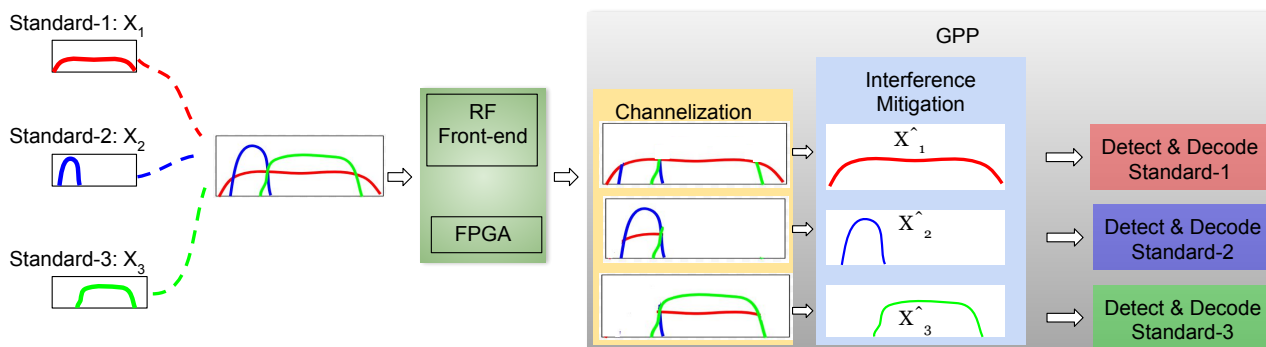 Standard-1: X₁
Standard-2: X₂
Standard-3: X₃
RF
Front-end
FPGA
GPP
Channelization
Interference
Mitigation
X^₁
X^₂
X^₃
Detect & Decode
Standard-1
Detect & Decode
Standard-2
Detect & Decode
Standard-3